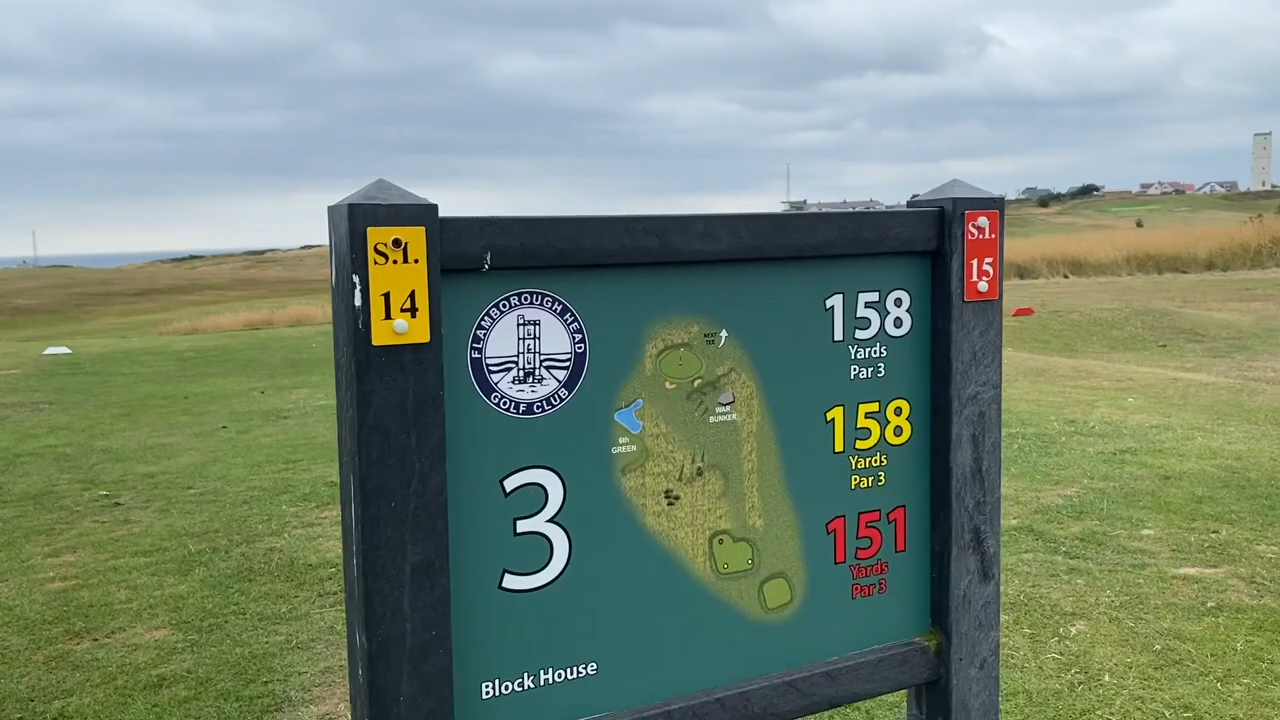 S.I.
14
S.I.
15
FLAMBOROUGH HEAD
GOLF CLUB
3
Block House
NEXT
TEE
WAR
BUNKER
6th
GREEN
158
Yards
Par 3
158
Yards
Par 3
151
Yards
Par 3